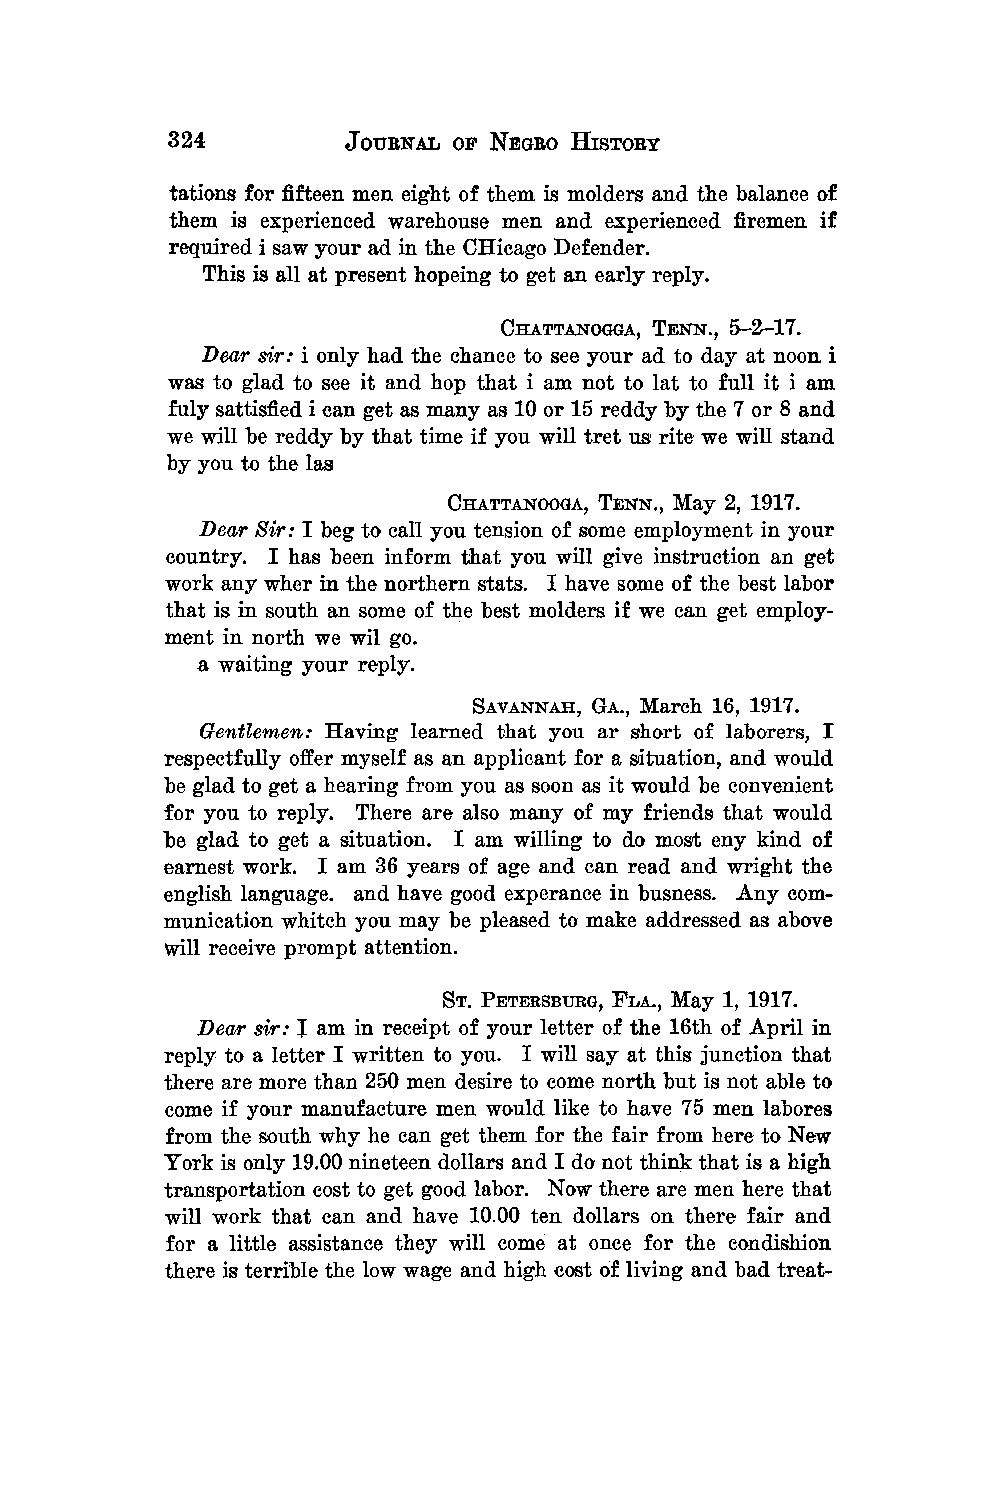 324 JOURNAL OF NEGRO HISTORY
tations for fifteen men eight of them is molders and the balance of
them is experienced warehouse men and experienced firemen if
required i saw your ad in the CHicago Defender.
This is all at present hopeing to get an early reply.
CHATTANOGGA, TENN., 5–2–17.
Dear sir: i only had the chance to see your ad to day at noon i
was to glad to see it and hop that i am not to lat to full it i am
fuly sattisfied i can get as many as 10 or 15 reddy by the 7 or 8 and
we will be reddy by that time if you will tret us rite we will stand
by you to the las
CHATTANOOGA, TENN., May 2, 1917.
Dear Sir: I beg to call you tension of some employment in your
country. I has been inform that you will give instruction an get
work any wher in the northern stats. I have some of the best labor
that is in south an some of the best molders if we can get employ-
ment in north we wil go.
a waiting your reply.
SAVANNAH, GA., March 16, 1917.
Gentlemen: Having learned that you ar short of laborers, I
respectfully offer myself as an applicant for a situation, and would
be glad to get a hearing from you as soon as it would be convenient
for you to reply. There are also many of my friends that would
be glad to get a situation. I am willing to do most eny kind of
earnest work. I am 36 years of age and can read and wright the
english language. and have good experance in busness. Any com-
munication whitch you may be pleased to make addressed as above
will receive prompt attention.
ST. PETERSBURG, FLA., May 1, 1917.
Dear sir: I am in receipt of your letter of the 16th of April in
reply to a letter I written to you. I will say at this junction that
there are more than 250 men desire to come north but is not able to
come if your manufacture men would like to have 75 men labores
from the south why he can get them for the fair from here to New
York is only 19.00 nineteen dollars and I do not think that is a high
transportation cost to get good labor. Now there are men here that
will work that can and have 10.00 ten dollars on there fair and
for a little assistance they will come at once for the condishion
there is terrible the low wage and high cost of living and bad treat-